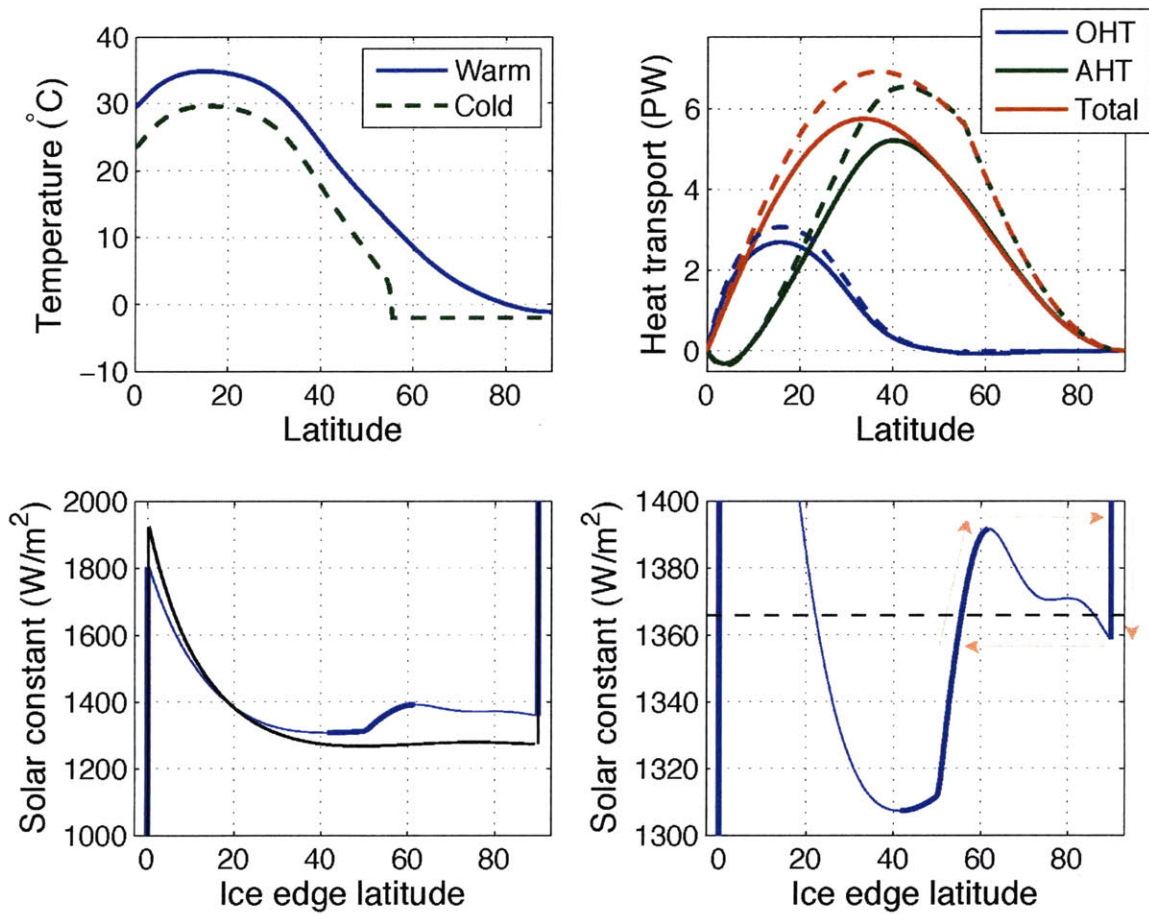 40
30
20
10
0
−10
Temperature (°C)
Warm
Cold
0 20 40 60 80
Latitude
6
4
2
0
Heat transport (PW)
OHT
AHT
Total
0 20 40 60 80
Latitude
2000
1800
1600
1400
1200
1000
Solar constant (W/m²)
0 20 40 60 80
Ice edge latitude
1400
1380
1360
1340
1320
1300
Solar constant (W/m²)
0 20 40 60 80
Ice edge latitude